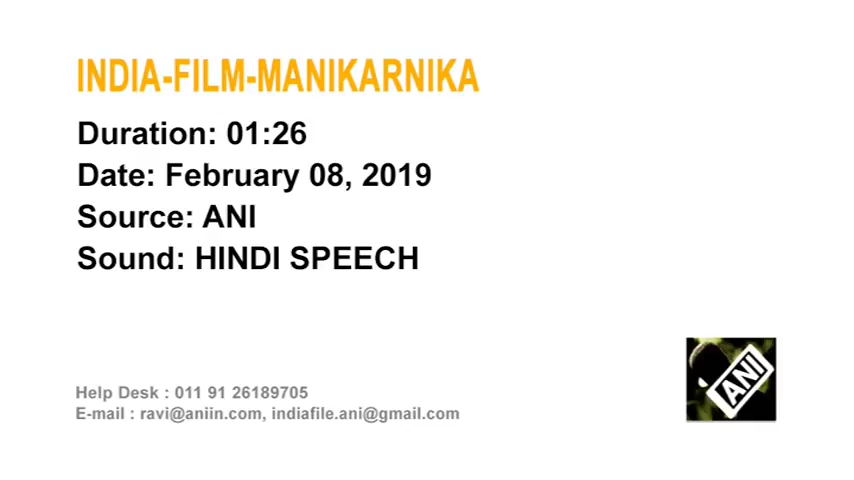 INDIA-FILM-MANIKARNIKA
Duration: 01:26
Date: February 08, 2019
Source: ANI
Sound: HINDI SPEECH
Help Desk : 011 91 26189705
E-mail : ravi@aniin.com, indiafile.ani@gmail.com
ANI